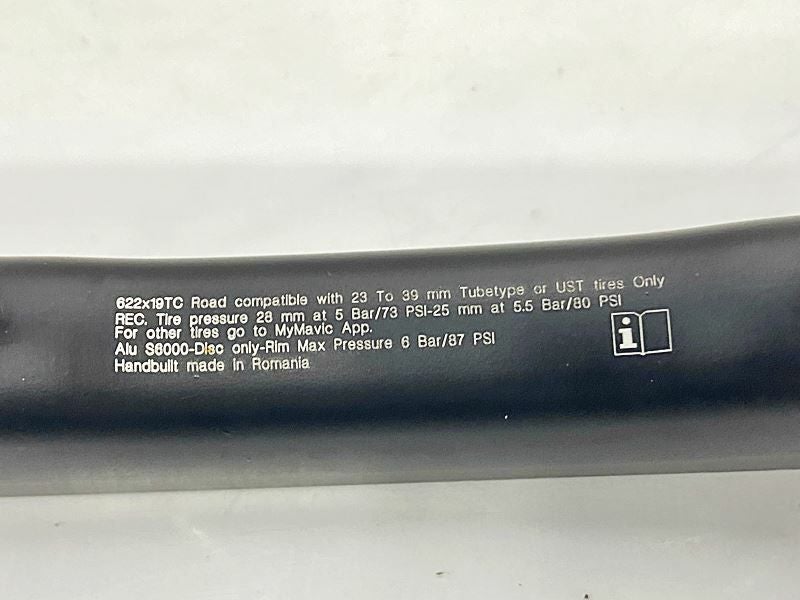 622x19TC Road compatible with 23 To 39 mm Tubetype or UST tires Only
REC. Tire pressure 28 mm at 5 Bar/73 PSI-25 mm at 5.5 Bar/80 PSI
For other tires go to MyMavic App.
Alu S6000-Disc only-Rim Max Pressure 6 Bar/87 PSI
Handbuilt made in Romania
i